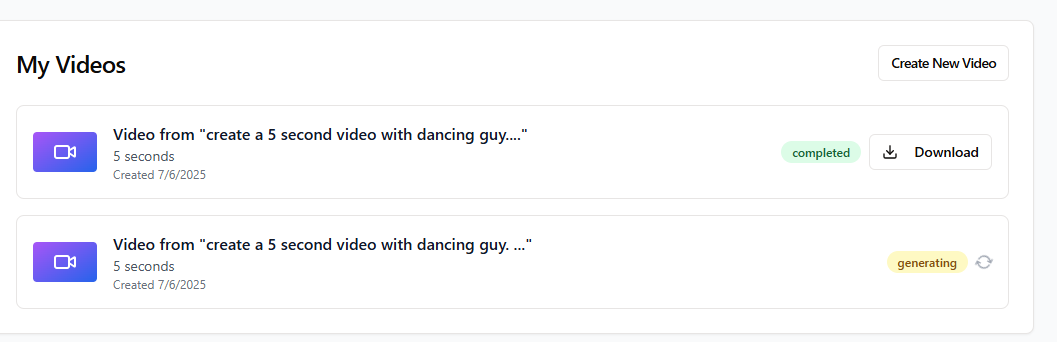 My Videos
Create New Video
Video from "create a 5 second video with dancing guy...."
5 seconds
Created 7/6/2025
completed
Download
Video from "create a 5 second video with dancing guy. ..."
5 seconds
Created 7/6/2025
generating